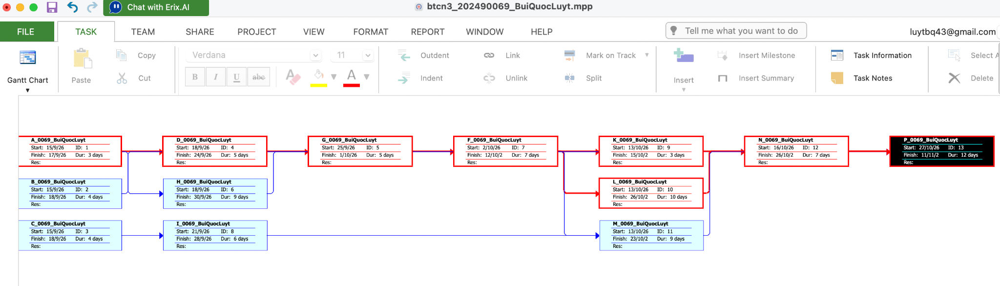 Chat with Erix.AI
btcn3_202490069_BuiQuocLuyt.mpp
FILE TASK TEAM SHARE PROJECT VIEW FORMAT REPORT WINDOW HELP
Tell me what you want to do
luytbq43@gmail.com
Gantt Chart
Paste
Copy
Cut
Verdana 11
B I U abc
A A
Outdent
Indent
Link
Unlink
Mark on Track
Split
Insert
Insert Milestone
Insert Summary
Task Information
Task Notes
Select A
Delete
A_0069_BuiQuocLuyt
Start: 15/9/26 ID: 1
Finish: 17/9/26 Dur: 3 days
Res:
D_0069_BuiQuocLuyt
Start: 18/9/26 ID: 4
Finish: 24/9/26 Dur: 5 days
Res:
G_0069_BuiQuocLuyt
Start: 25/9/26 ID: 5
Finish: 1/10/26 Dur: 5 days
Res:
F_0069_BuiQuocLuyt
Start: 2/10/26 ID: 7
Finish: 12/10/2 Dur: 7 days
Res:
K_0069_BuiQuocLuyt
Start: 13/10/26 ID: 9
Finish: 15/10/2 Dur: 3 days
Res:
N_0069_BuiQuocLuyt
Start: 16/10/26 ID: 12
Finish: 26/10/2 Dur: 7 days
Res:
P_0069_BuiQuocLuyt
Start: 27/10/26 ID: 13
Finish: 11/11/2 Dur: 12 days
Res:
B_0069_BuiQuocLuyt
Start: 15/9/26 ID: 2
Finish: 18/9/26 Dur: 4 days
Res:
H_0069_BuiQuocLuyt
Start: 18/9/26 ID: 6
Finish: 30/9/26 Dur: 9 days
Res:
L_0069_BuiQuocLuyt
Start: 13/10/26 ID: 10
Finish: 26/10/2 Dur: 10 days
Res:
C_0069_BuiQuocLuyt
Start: 15/9/26 ID: 3
Finish: 18/9/26 Dur: 4 days
Res:
I_0069_BuiQuocLuyt
Start: 21/9/26 ID: 8
Finish: 28/9/26 Dur: 6 days
Res:
M_0069_BuiQuocLuyt
Start: 13/10/26 ID: 11
Finish: 23/10/2 Dur: 9 days
Res: